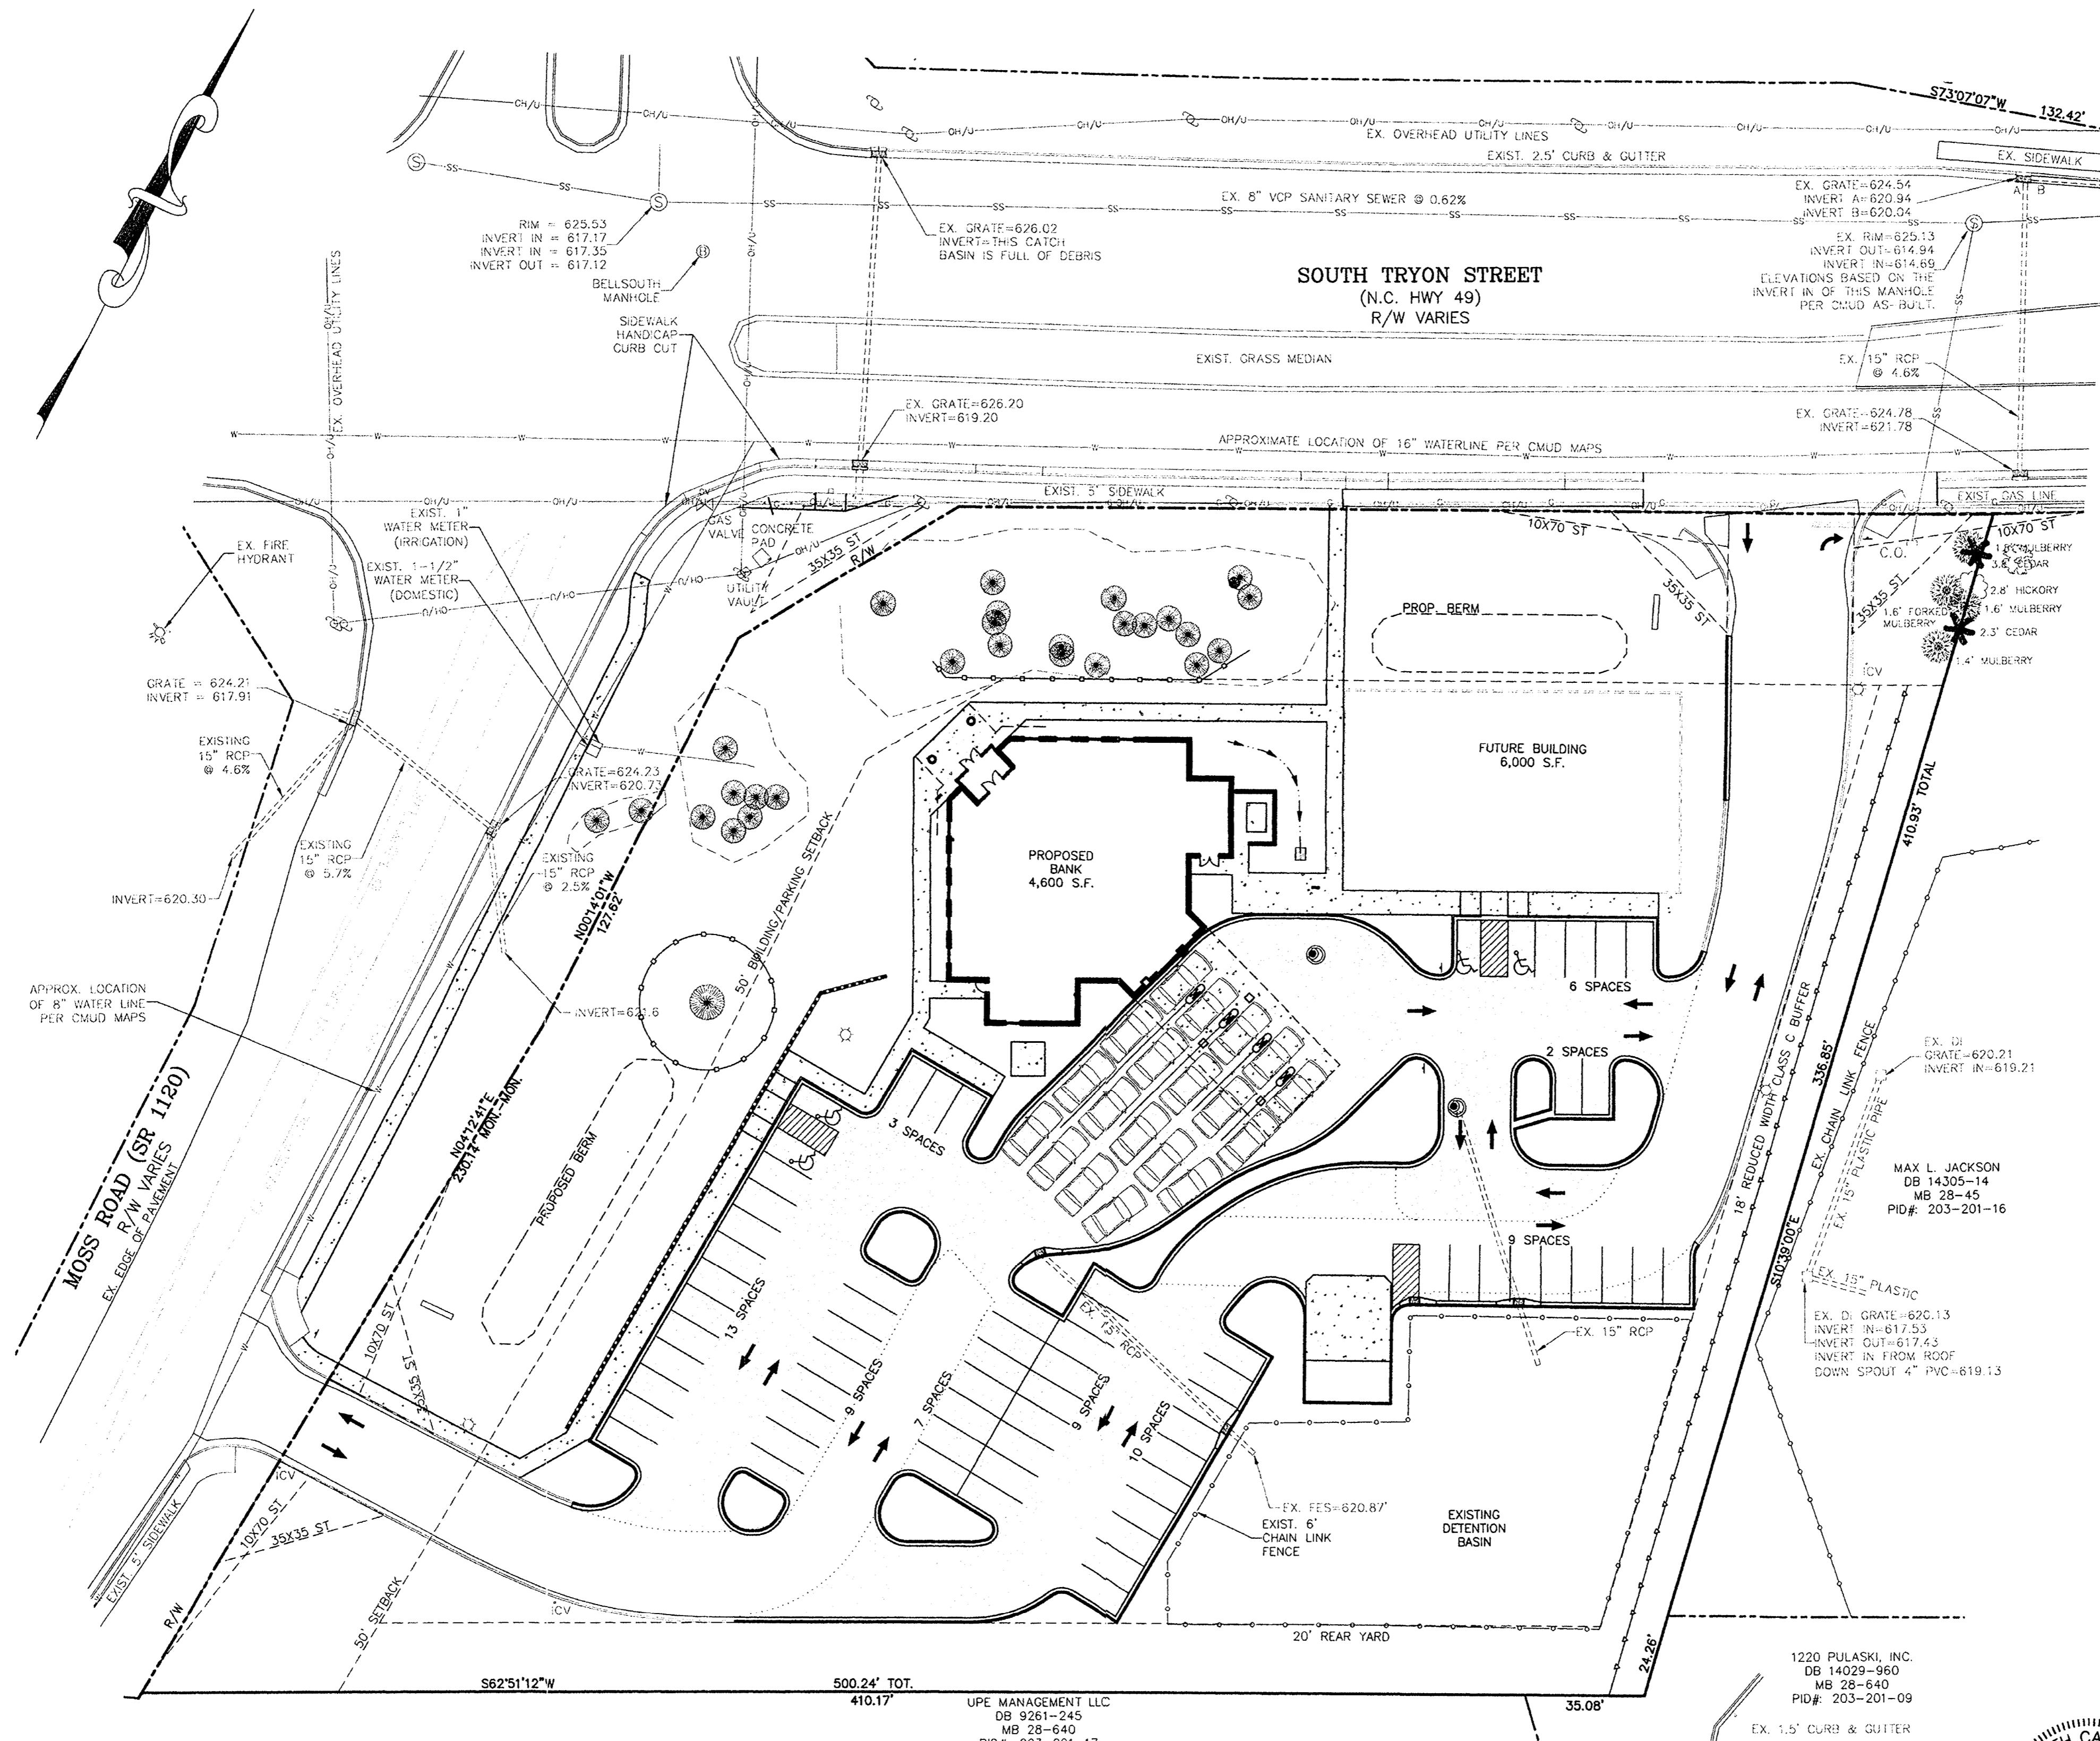 S73°07'07"W 132.42'
OH/U
EX. OVERHEAD UTILITY LINES
EXIST. 2.5' CURB & GUTTER
EX. SIDEWALK
EX. 8" VCP SANITARY SEWER @ 0.62%
EX. GRATE=624.54
INVERT A=620.94
INVERT B=620.04
A B
RIM = 625.53
INVERT IN = 617.17
INVERT IN = 617.35
INVERT OUT = 617.12
EX. GRATE=626.02
INVERT=THIS CATCH
BASIN IS FULL OF DEBRIS
EX. RIM=625.13
INVERT OUT=614.94
INVERT IN=614.69
ELEVATIONS BASED ON THE
INVERT IN OF THIS MANHOLE
PER CMUD AS-BUILT.
BELLSOUTH
MANHOLE
SOUTH TRYON STREET
(N.C. HWY 49)
R/W VARIES
EX. OVERHEAD UTILITY LINES
SIDEWALK
HANDICAP
CURB CUT
EXIST. GRASS MEDIAN
EX. 15" RCP
@ 4.6%
EX. GRATE=626.20
INVERT=619.20
EX. GRATE=624.78
INVERT=621.78
APPROXIMATE LOCATION OF 16" WATERLINE PER CMUD MAPS
EXIST. 5' SIDEWALK
EXIST. GAS LINE
EXIST. 1"
WATER METER
(IRRIGATION)
GAS
VALVE
CONCRETE
PAD
35X35 ST
R/W
10X70 ST
35X35 ST
C.O.
10X70 ST
35X35 ST
EX. FIRE
HYDRANT
EXIST. 1-1/2"
WATER METER
(DOMESTIC)
UTILITY
VAULT
MULBERRY
3.8' CEDAR
2.8' HICKORY
1.6' FORKED
MULBERRY
1.6' MULBERRY
2.3' CEDAR
1.4' MULBERRY
PROP. BERM
ICV
GRATE = 624.21
INVERT = 617.91
EXISTING
15" RCP
@ 4.6%
GRATE=624.23
INVERT=620.73
FUTURE BUILDING
6,000 S.F.
410.93' TOTAL
EXISTING
15" RCP
@ 5.7%
EXISTING
15" RCP
@ 2.5%
PROPOSED
BANK
4,600 S.F.
INVERT=620.30
N00°14'01"W
127.62'
50' BUILDING/PARKING SETBACK
APPROX. LOCATION
OF 8" WATER LINE
PER CMUD MAPS
INVERT=621.6
6 SPACES
2 SPACES
18' REDUCED WIDTH CLASS C BUFFER
336.85'
EX. CHAIN LINK FENCE
EX. DI
GRATE=620.21
INVERT IN=619.21
EX. 15" PLASTIC PIPE
MOSS ROAD (SR 1120)
R/W VARIES
EX. EDGE OF PAVEMENT
N04°12'41"E
230.14' MON.-MON.
PROPOSED BERM
3 SPACES
MAX L. JACKSON
DB 14305-14
MB 28-45
PID#: 203-201-16
9 SPACES
S10°39'00"E
EX. 15" PLASTIC
13 SPACES
EX. 15" RCP
EX. 15" RCP
EX. DI GRATE=620.13
INVERT IN=617.53
INVERT OUT=617.43
INVERT IN FROM ROOF
DOWN SPOUT 4" PVC=619.13
10X70 ST
35X35 ST
9 SPACES
7 SPACES
9 SPACES
10 SPACES
ICV
10X70 ST
35X35 ST
EX. FES=620.87'
EXIST. 6'
CHAIN LINK
FENCE
EXISTING
DETENTION
BASIN
EXIST. 5' SIDEWALK
R/W
50' SETBACK
ICV
20' REAR YARD
24.26'
S62°51'12"W
500.24' TOT.
410.17'
35.08'
UPE MANAGEMENT LLC
DB 9261-245
MB 28-640
1220 PULASKI, INC.
DB 14029-960
MB 28-640
PID#: 203-201-09
EX. 1.5' CURB & GUTTER